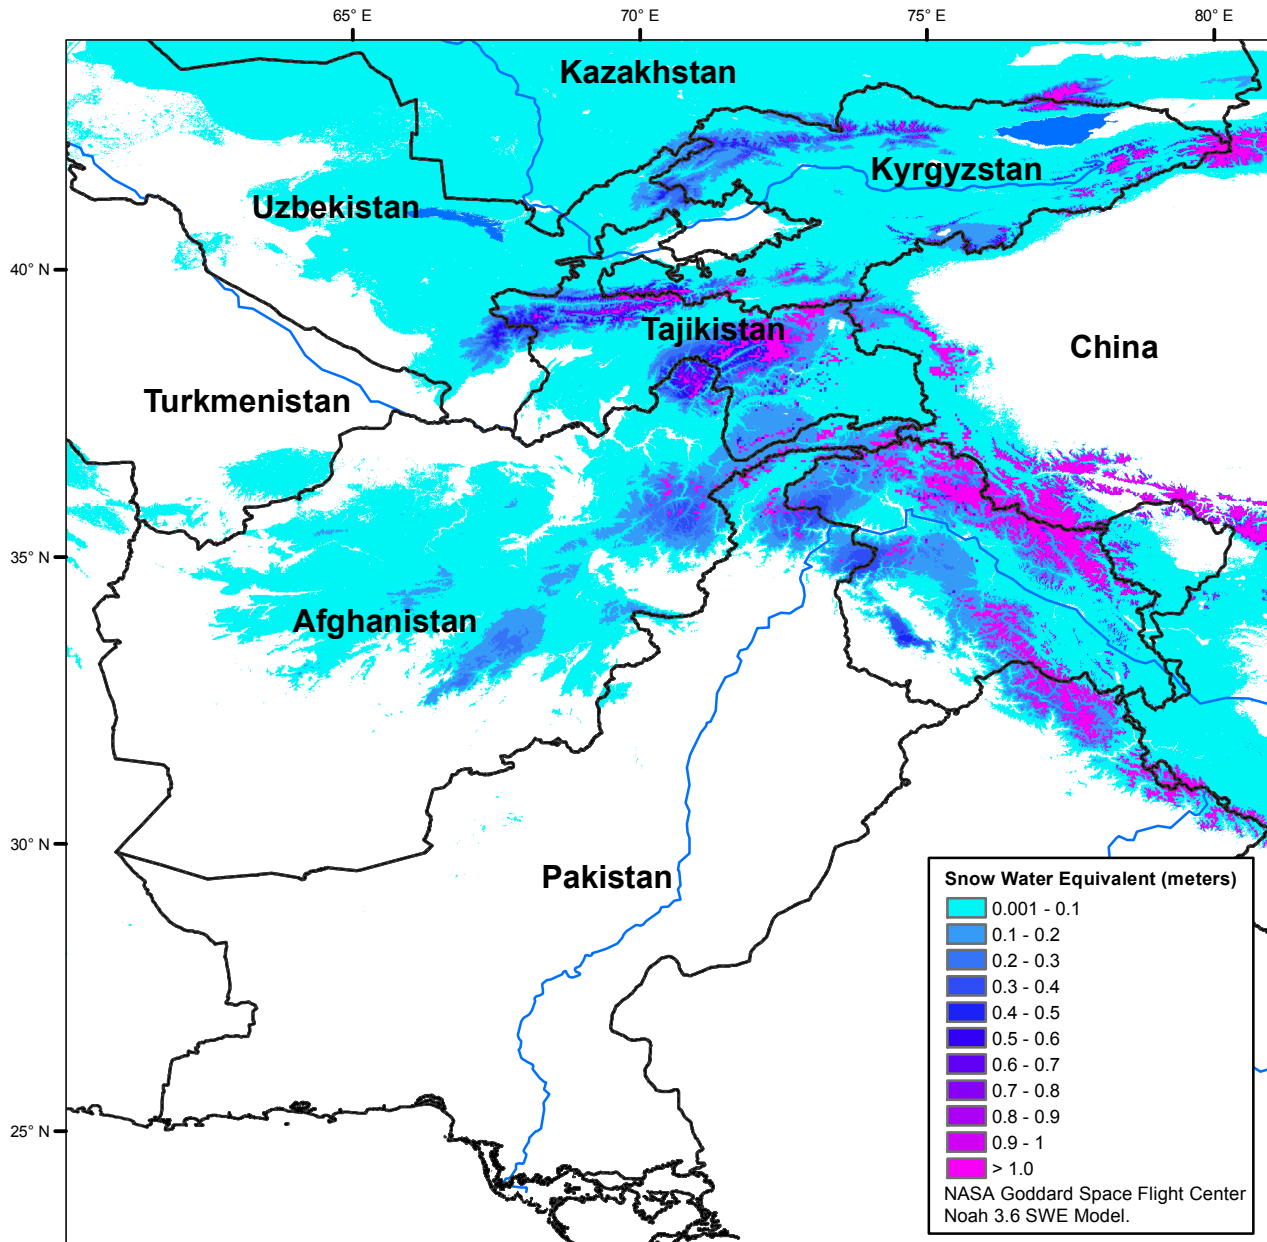 65° E
70° E
75° E
80° E
Kazakhstan
Kyrgyzstan
Uzbekistan
40° N
Tajikistan
China
Turkmenistan
35° N
Afghanistan
30° N
Pakistan
25° N
Snow Water Equivalent (meters)
0.001 - 0.1
0.1 - 0.2
0.2 - 0.3
0.3 - 0.4
0.4 - 0.5
0.5 - 0.6
0.6 - 0.7
0.7 - 0.8
0.8 - 0.9
0.9 - 1
> 1.0
NASA Goddard Space Flight Center
Noah 3.6 SWE Model.